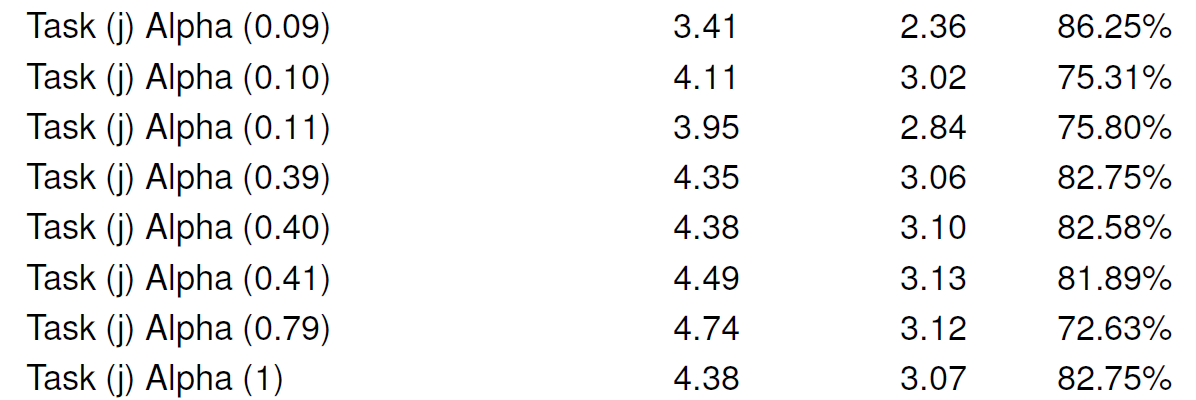 Task (j) Alpha (0.09) 3.41 2.36 86.25%
Task (j) Alpha (0.10) 4.11 3.02 75.31%
Task (j) Alpha (0.11) 3.95 2.84 75.80%
Task (j) Alpha (0.39) 4.35 3.06 82.75%
Task (j) Alpha (0.40) 4.38 3.10 82.58%
Task (j) Alpha (0.41) 4.49 3.13 81.89%
Task (j) Alpha (0.79) 4.74 3.12 72.63%
Task (j) Alpha (1) 4.38 3.07 82.75%